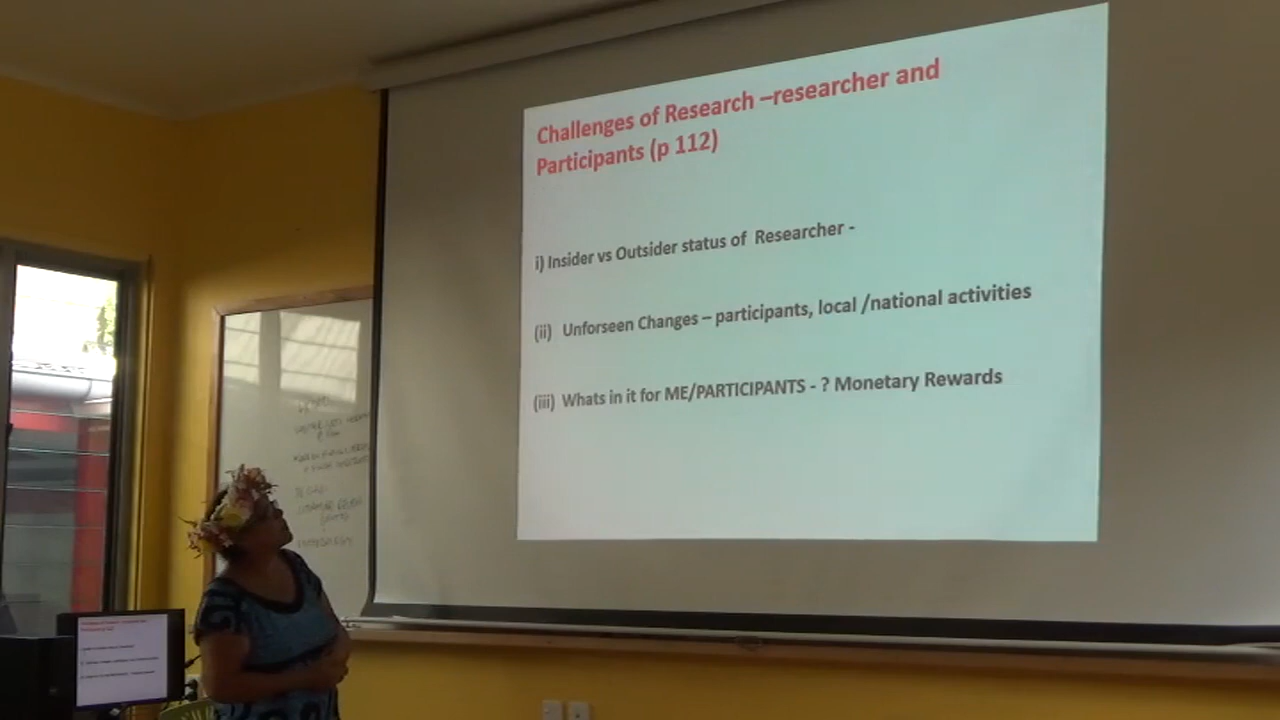 Challenges of Research –researcher and
Participants (p 112)
i) Insider vs Outsider status of Researcher -
(ii) Unforseen Changes – participants, local /national activities
(iii) Whats in it for ME/PARTICIPANTS - ? Monetary Rewards